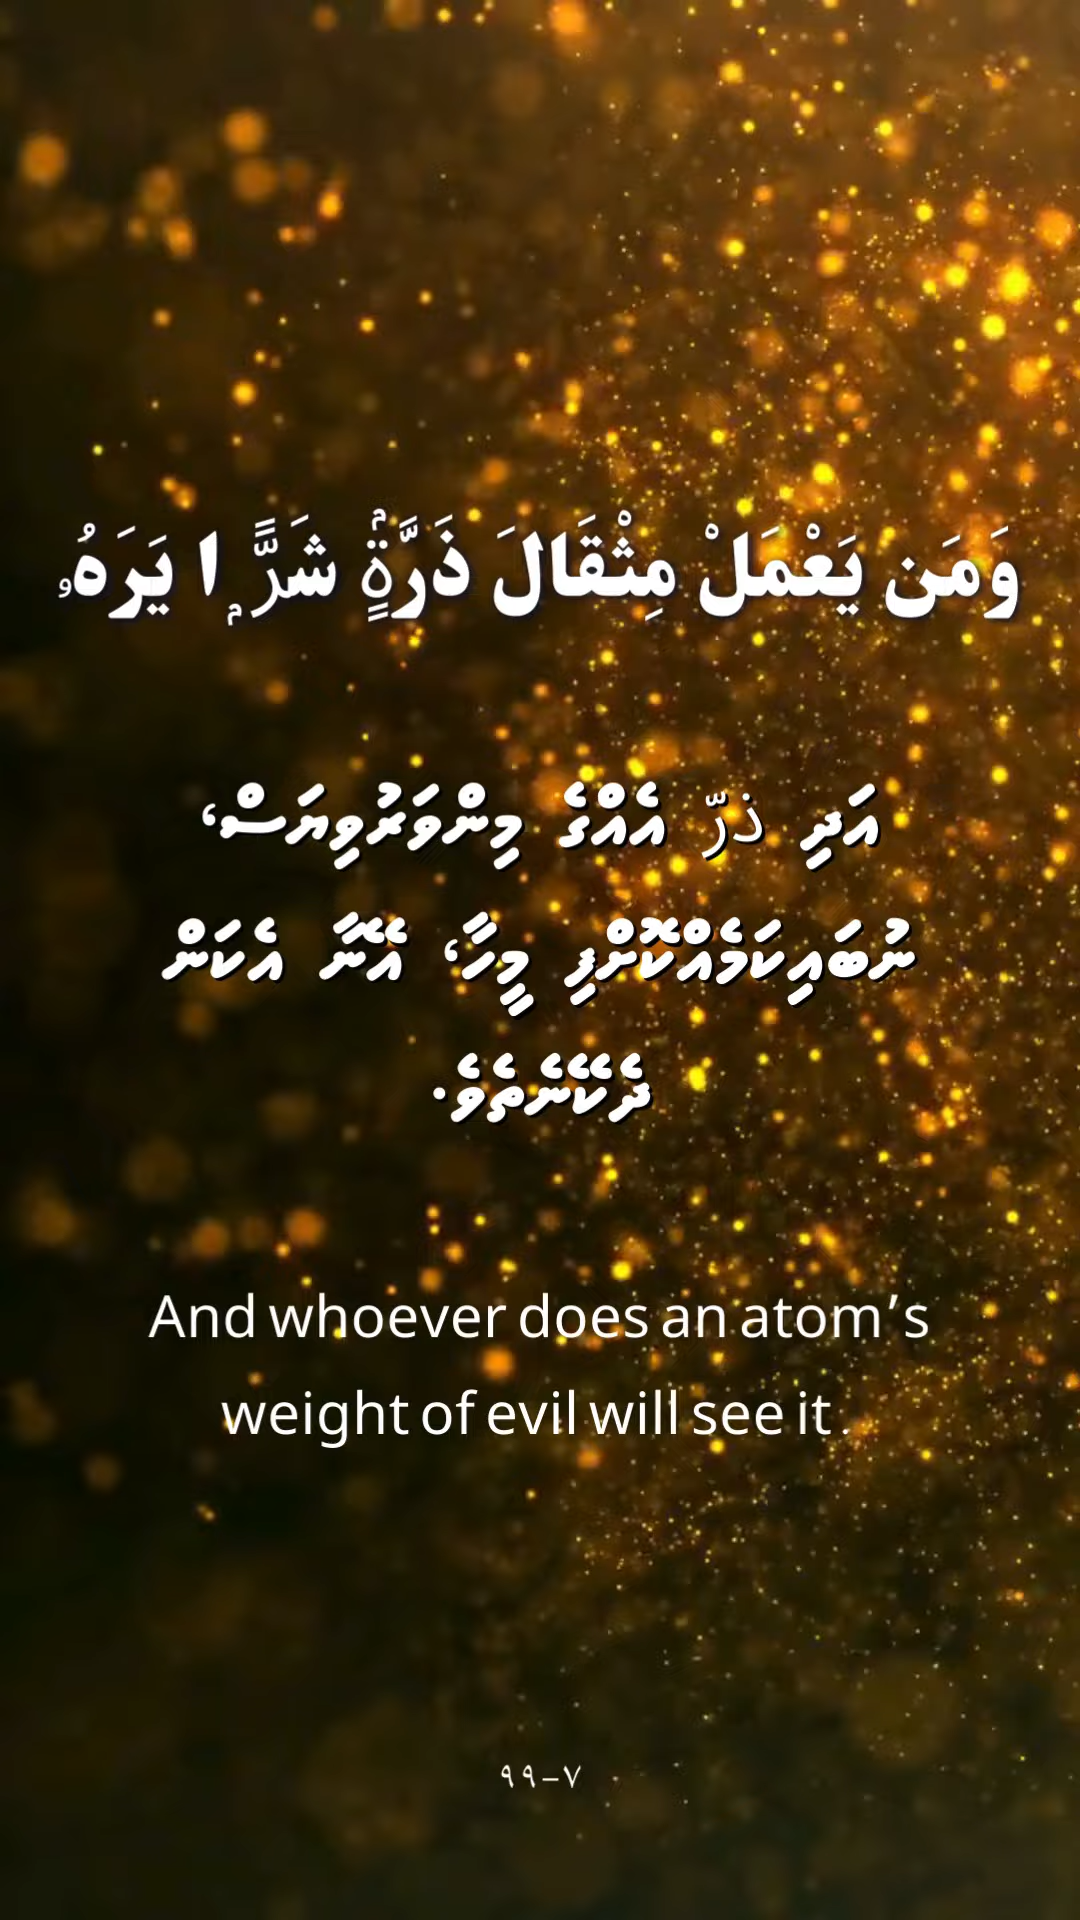 وَمَن يَعْمَلْ مِثْقَالَ ذَرَّةٍۢ شَرًّۭا يَرَهُۥ
އަދި ذرّ އެއްގެ މިންވަރުވިޔަސް،
ނުބައިކަމެއްކޮށްފި މީހާ، އޭނާ އެކަން
ދެކޭނެތެވެ.
And whoever does an atom's
weight of evil will see it.
٩٩-٧